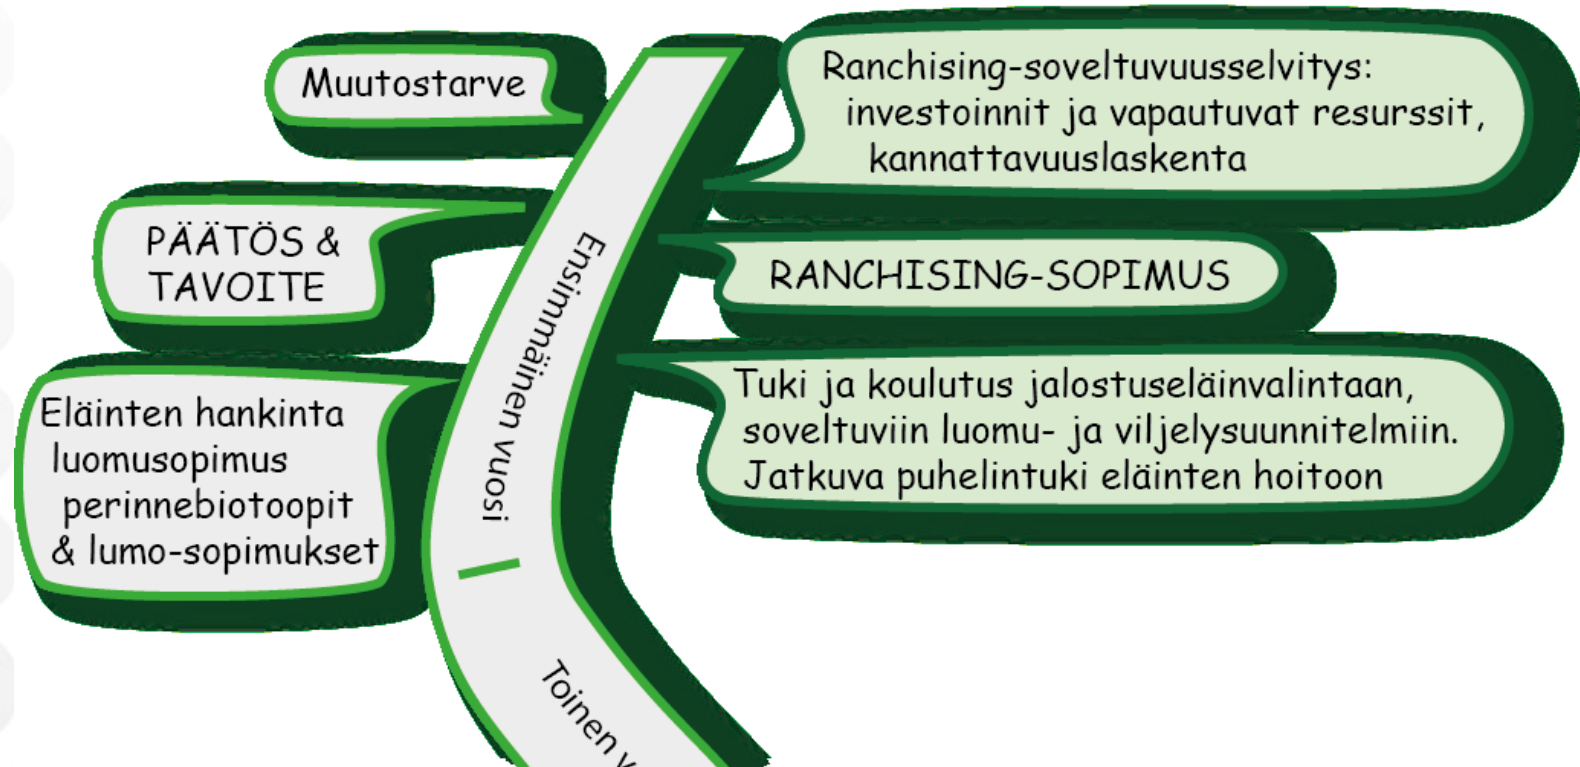 Muutostarve
Ranchising-soveltuvuusselvitys:
investoinnit ja vapautuvat resurssit,
kannattavuuslaskenta
PÄÄTÖS &
TAVOITE
RANCHISING-SOPIMUS
Eläinten hankinta
luomusopimus
perinnebiotoopit
& lumo-sopimukset
Tuki ja koulutus jalostuseläinvalintaan,
soveltuviin luomu- ja viljelysuunnitelmiin.
Jatkuva puhelintuki eläinten hoitoon
Ensimmäinen vuosi
Toinen